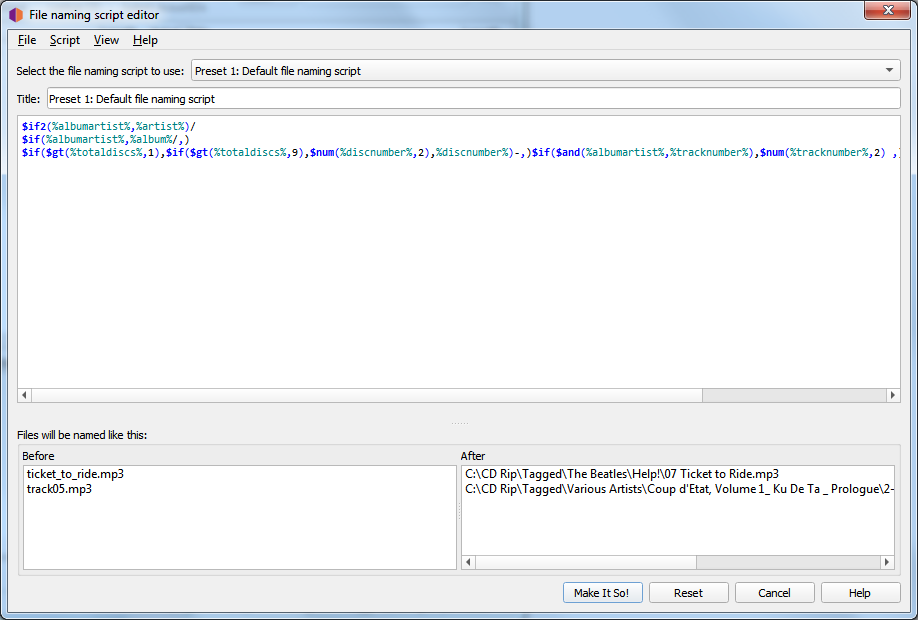 File naming script editor
File Script View Help
Select the file naming script to use: Preset 1: Default file naming script
Title: Preset 1: Default file naming script
$if2(%albumartist%,%artist%)/
$if(%albumartist%,%album%/,)
$if($gt(%totaldiscs%,1),$if($gt(%totaldiscs%,9),$num(%discnumber%,2),%discnumber%)-,)$if($and(%albumartist%,%tracknumber%),$num(%tracknumber%,2) ,
Files will be named like this:
Before After
ticket_to_ride.mp3 C:\CD Rip\Tagged\The Beatles\Help!\07 Ticket to Ride.mp3
track05.mp3 C:\CD Rip\Tagged\Various Artists\Coup d'Etat, Volume 1_ Ku De Ta _ Prologue\2-
Make It So! Reset Cancel Help